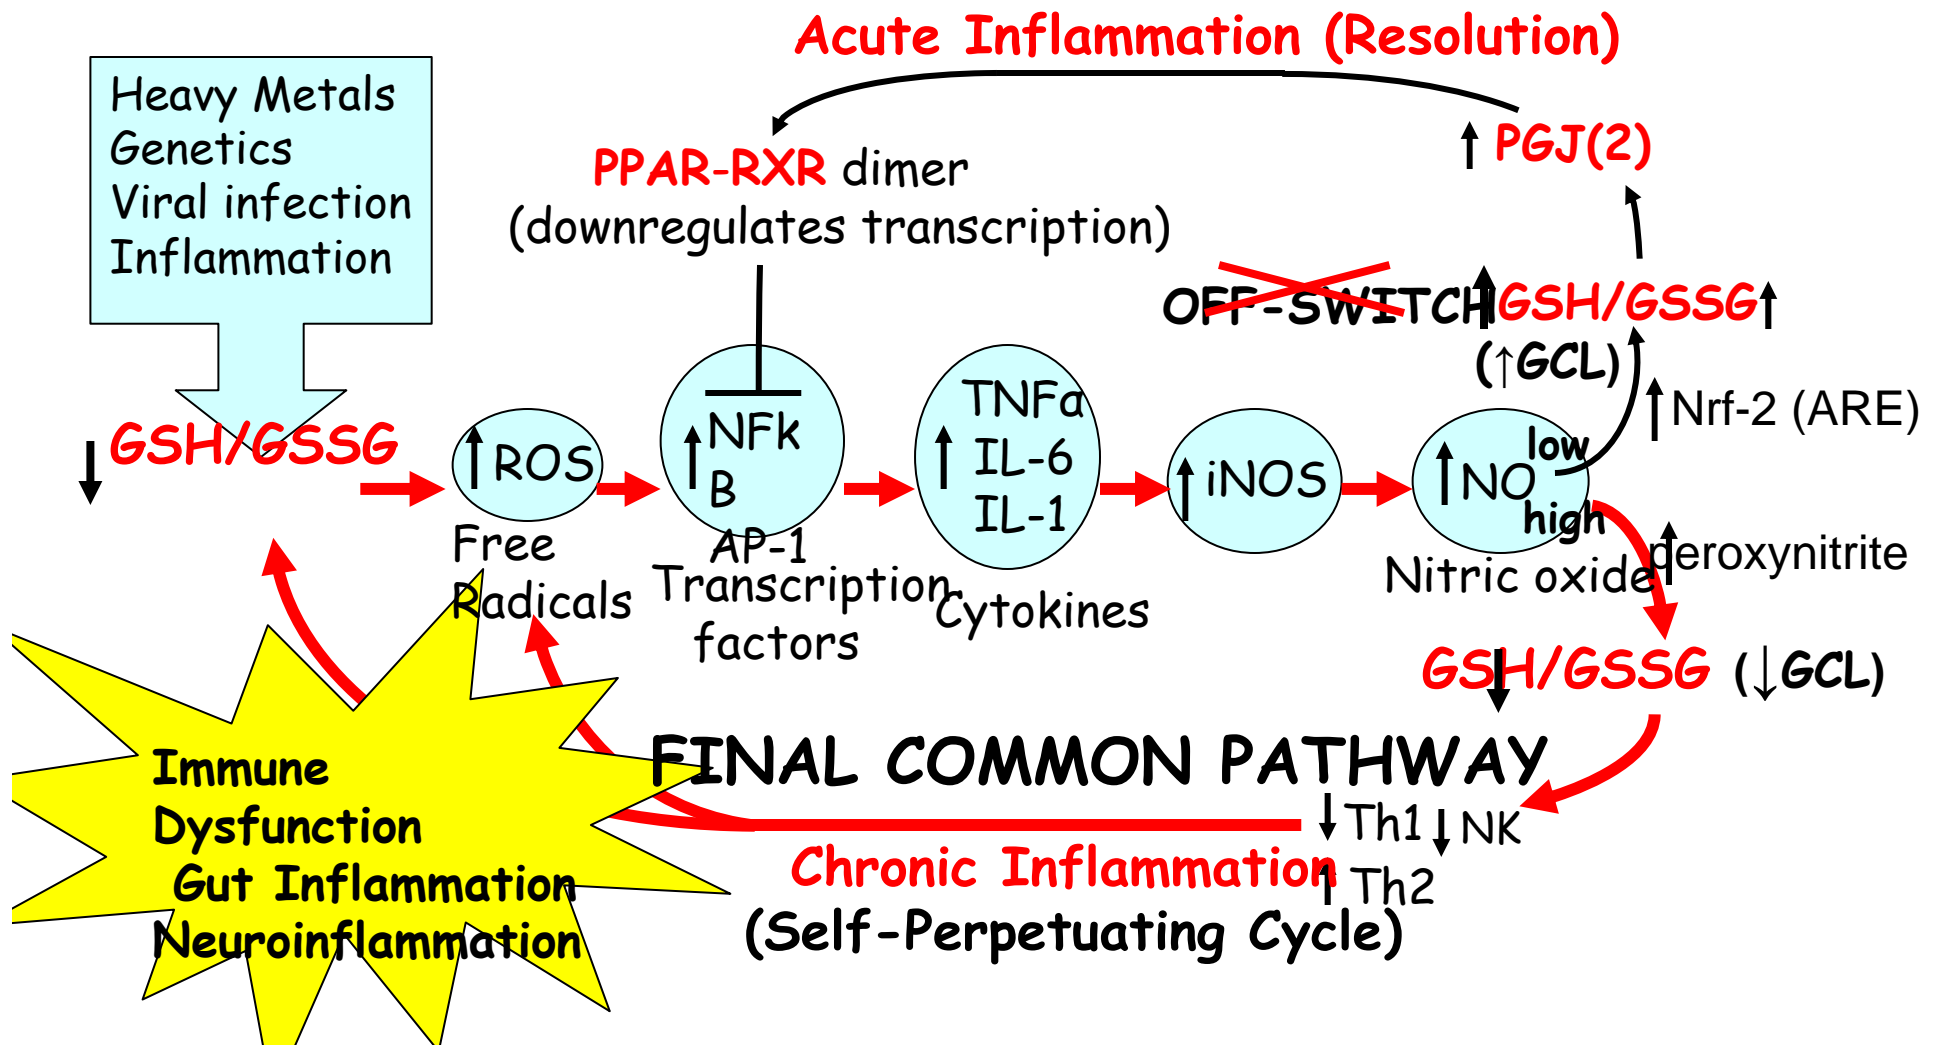 Acute Inflammation (Resolution)
Heavy Metals
Genetics
Viral infection
Inflammation
↑ PGJ(2)
PPAR-RXR dimer
(downregulates transcription)
OFF-SWITCH
↑GSH/GSSG↑
(↑GCL)
↑Nrf-2 (ARE)
↓GSH/GSSG
↑ROS
Free
Radicals
↑NFk
B
AP-1
Transcription
factors
↑TNFα
IL-6
IL-1
Cytokines
↑iNOS
↑NO
low
high
Nitric oxide
↑peroxynitrite
↓GSH/GSSG (↓GCL)
FINAL COMMON PATHWAY
↓Th1 ↓NK
↑Th2
Chronic Inflammation
(Self-Perpetuating Cycle)
Immune
Dysfunction
Gut Inflammation
Neuroinflammation